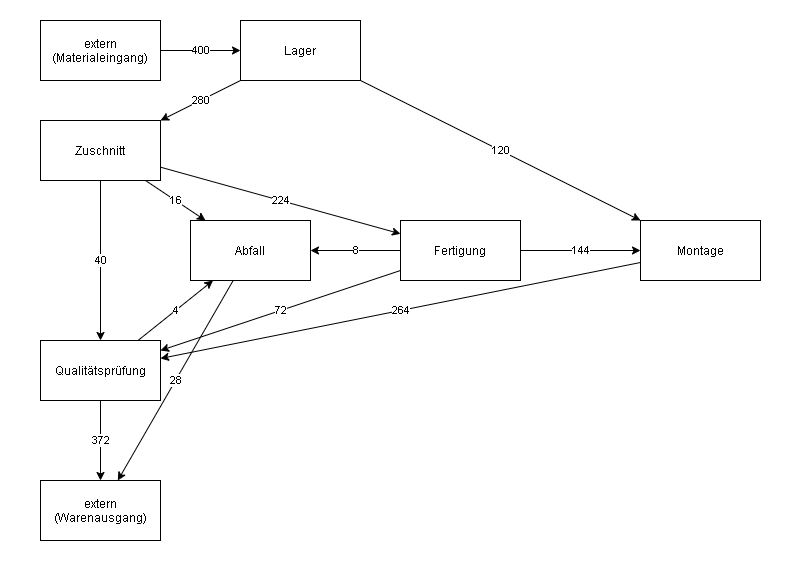 extern
(Materialeingang)
400
Lager
280
Zuschnitt
120
16
224
Abfall
8
Fertigung
144
Montage
40
4
72
264
Qualitätsprüfung
28
372
extern
(Warenausgang)